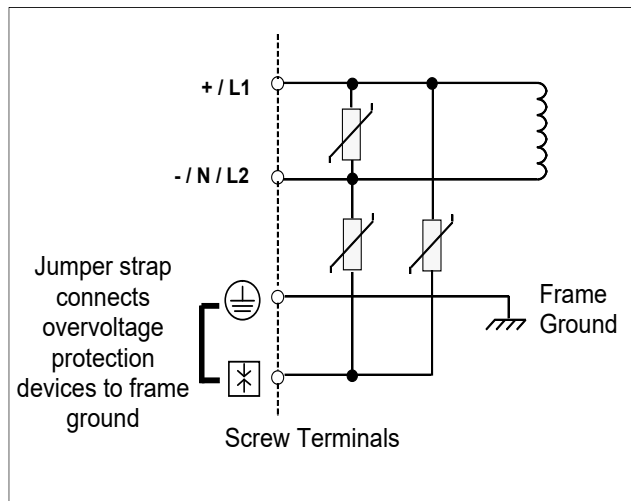 + / L1
- / N / L2
Jumper strap
connects
overvoltage
protection
devices to frame
ground
Frame
Ground
Screw Terminals